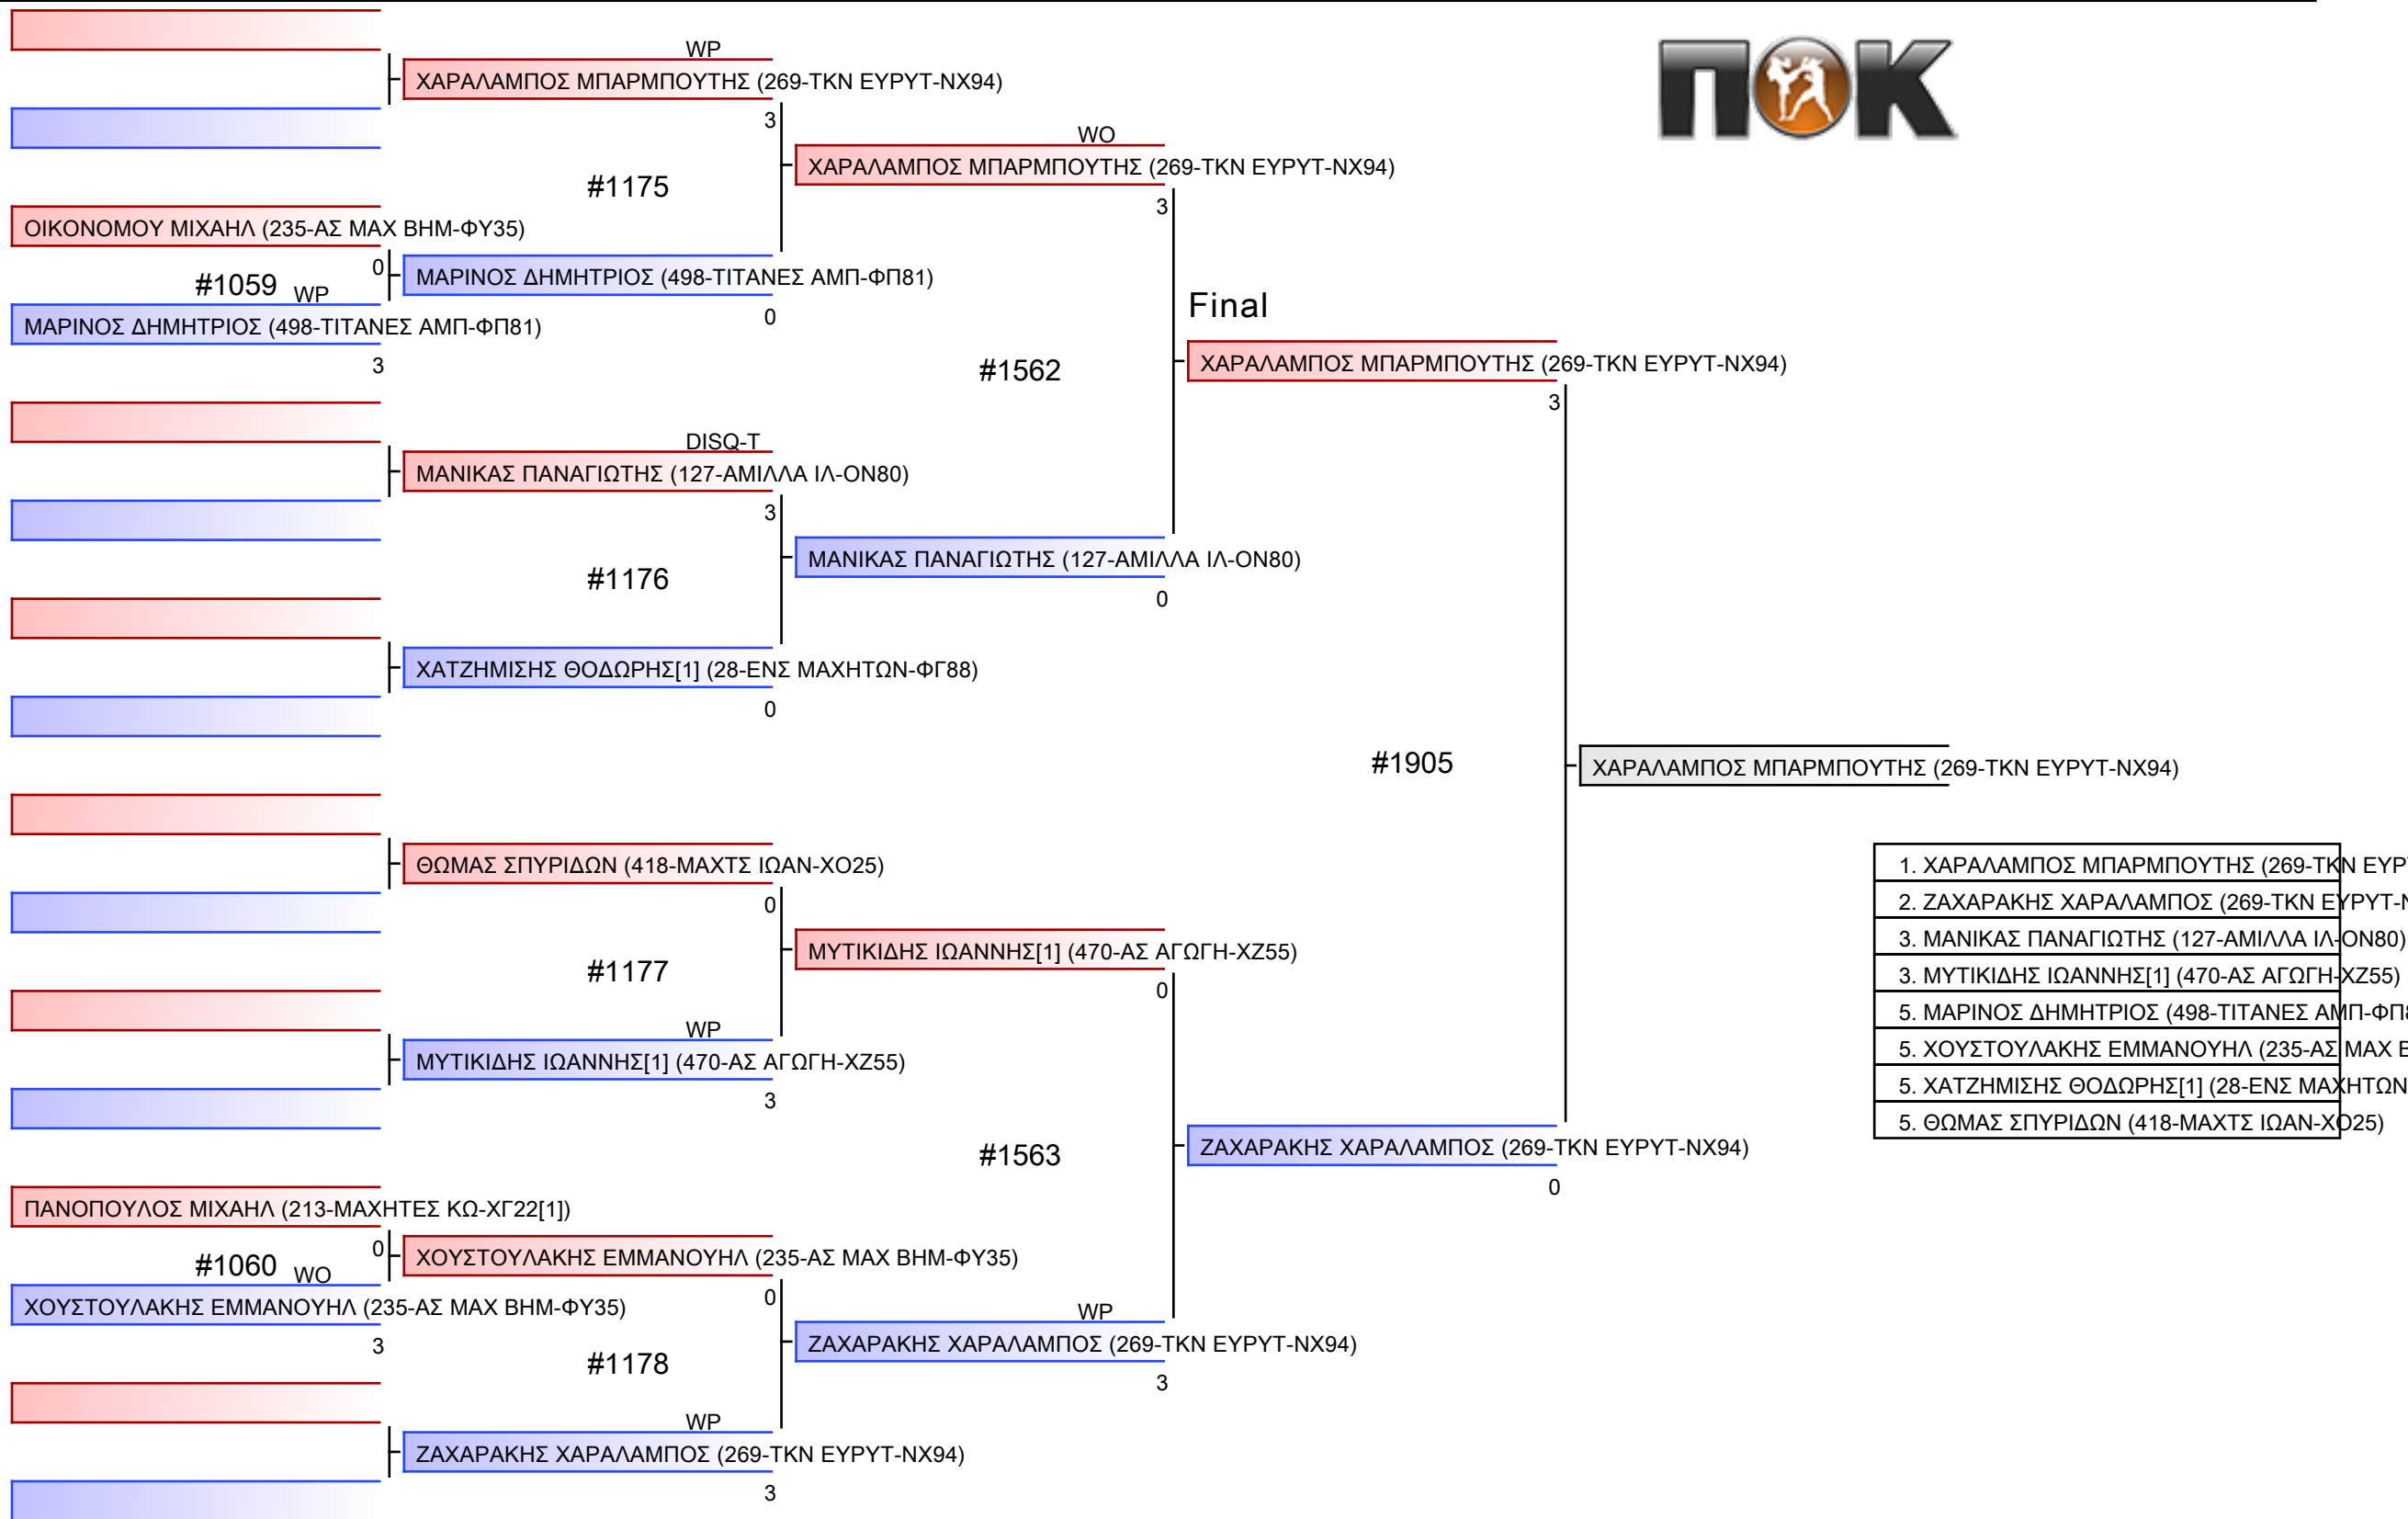 ΠΟΚ
WP
ΧΑΡΑΛΑΜΠΟΣ ΜΠΑΡΜΠΟΥΤΗΣ (269-ΤΚΝ ΕΥΡΥΤ-ΝΧ94)
3
WO
ΧΑΡΑΛΑΜΠΟΣ ΜΠΑΡΜΠΟΥΤΗΣ (269-ΤΚΝ ΕΥΡΥΤ-ΝΧ94)
#1175
3
ΟΙΚΟΝΟΜΟΥ ΜΙΧΑΗΛ (235-ΑΣ ΜΑΧ ΒΗΜ-ΦΥ35)
0
ΜΑΡΙΝΟΣ ΔΗΜΗΤΡΙΟΣ (498-ΤΙΤΑΝΕΣ ΑΜΠ-ΦΠ81)
#1059 WP
Final
0
ΜΑΡΙΝΟΣ ΔΗΜΗΤΡΙΟΣ (498-ΤΙΤΑΝΕΣ ΑΜΠ-ΦΠ81)
3
#1562
ΧΑΡΑΛΑΜΠΟΣ ΜΠΑΡΜΠΟΥΤΗΣ (269-ΤΚΝ ΕΥΡΥΤ-ΝΧ94)
3
DISQ-T
ΜΑΝΙΚΑΣ ΠΑΝΑΓΙΩΤΗΣ (127-ΑΜΙΛΛΑ ΙΛ-ΟΝ80)
3
ΜΑΝΙΚΑΣ ΠΑΝΑΓΙΩΤΗΣ (127-ΑΜΙΛΛΑ ΙΛ-ΟΝ80)
#1176
0
ΧΑΤΖΗΜΙΣΗΣ ΘΟΔΩΡΗΣ[1] (28-ΕΝΣ ΜΑΧΗΤΩΝ-ΦΓ88)
0
#1905
ΧΑΡΑΛΑΜΠΟΣ ΜΠΑΡΜΠΟΥΤΗΣ (269-ΤΚΝ ΕΥΡΥΤ-ΝΧ94)
ΘΩΜΑΣ ΣΠΥΡΙΔΩΝ (418-ΜΑΧΤΣ ΙΩΑΝ-ΧΟ25)
0
ΜΥΤΙΚΙΔΗΣ ΙΩΑΝΝΗΣ[1] (470-ΑΣ ΑΓΩΓΗ-ΧΖ55)
#1177
0
WP
ΜΥΤΙΚΙΔΗΣ ΙΩΑΝΝΗΣ[1] (470-ΑΣ ΑΓΩΓΗ-ΧΖ55)
3
#1563
ΖΑΧΑΡΑΚΗΣ ΧΑΡΑΛΑΜΠΟΣ (269-ΤΚΝ ΕΥΡΥΤ-ΝΧ94)
0
ΠΑΝΟΠΟΥΛΟΣ ΜΙΧΑΗΛ (213-ΜΑΧΗΤΕΣ ΚΩ-ΧΓ22[1])
0
ΧΟΥΣΤΟΥΛΑΚΗΣ ΕΜΜΑΝΟΥΗΛ (235-ΑΣ ΜΑΧ ΒΗΜ-ΦΥ35)
#1060 WO
0
ΧΟΥΣΤΟΥΛΑΚΗΣ ΕΜΜΑΝΟΥΗΛ (235-ΑΣ ΜΑΧ ΒΗΜ-ΦΥ35)
3
WP
ΖΑΧΑΡΑΚΗΣ ΧΑΡΑΛΑΜΠΟΣ (269-ΤΚΝ ΕΥΡΥΤ-ΝΧ94)
#1178
3
WP
ΖΑΧΑΡΑΚΗΣ ΧΑΡΑΛΑΜΠΟΣ (269-ΤΚΝ ΕΥΡΥΤ-ΝΧ94)
3
1. ΧΑΡΑΛΑΜΠΟΣ ΜΠΑΡΜΠΟΥΤΗΣ (269-ΤΚΝ ΕΥΡ
2. ΖΑΧΑΡΑΚΗΣ ΧΑΡΑΛΑΜΠΟΣ (269-ΤΚΝ ΕΥΡΥΤ-
3. ΜΑΝΙΚΑΣ ΠΑΝΑΓΙΩΤΗΣ (127-ΑΜΙΛΛΑ ΙΛ-ΟΝ80)
3. ΜΥΤΙΚΙΔΗΣ ΙΩΑΝΝΗΣ[1] (470-ΑΣ ΑΓΩΓΗ-ΧΖ55)
5. ΜΑΡΙΝΟΣ ΔΗΜΗΤΡΙΟΣ (498-ΤΙΤΑΝΕΣ ΑΜΠ-ΦΠ
5. ΧΟΥΣΤΟΥΛΑΚΗΣ ΕΜΜΑΝΟΥΗΛ (235-ΑΣ ΜΑΧ
5. ΧΑΤΖΗΜΙΣΗΣ ΘΟΔΩΡΗΣ[1] (28-ΕΝΣ ΜΑΧΗΤΩΝ
5. ΘΩΜΑΣ ΣΠΥΡΙΔΩΝ (418-ΜΑΧΤΣ ΙΩΑΝ-ΧΟ25)